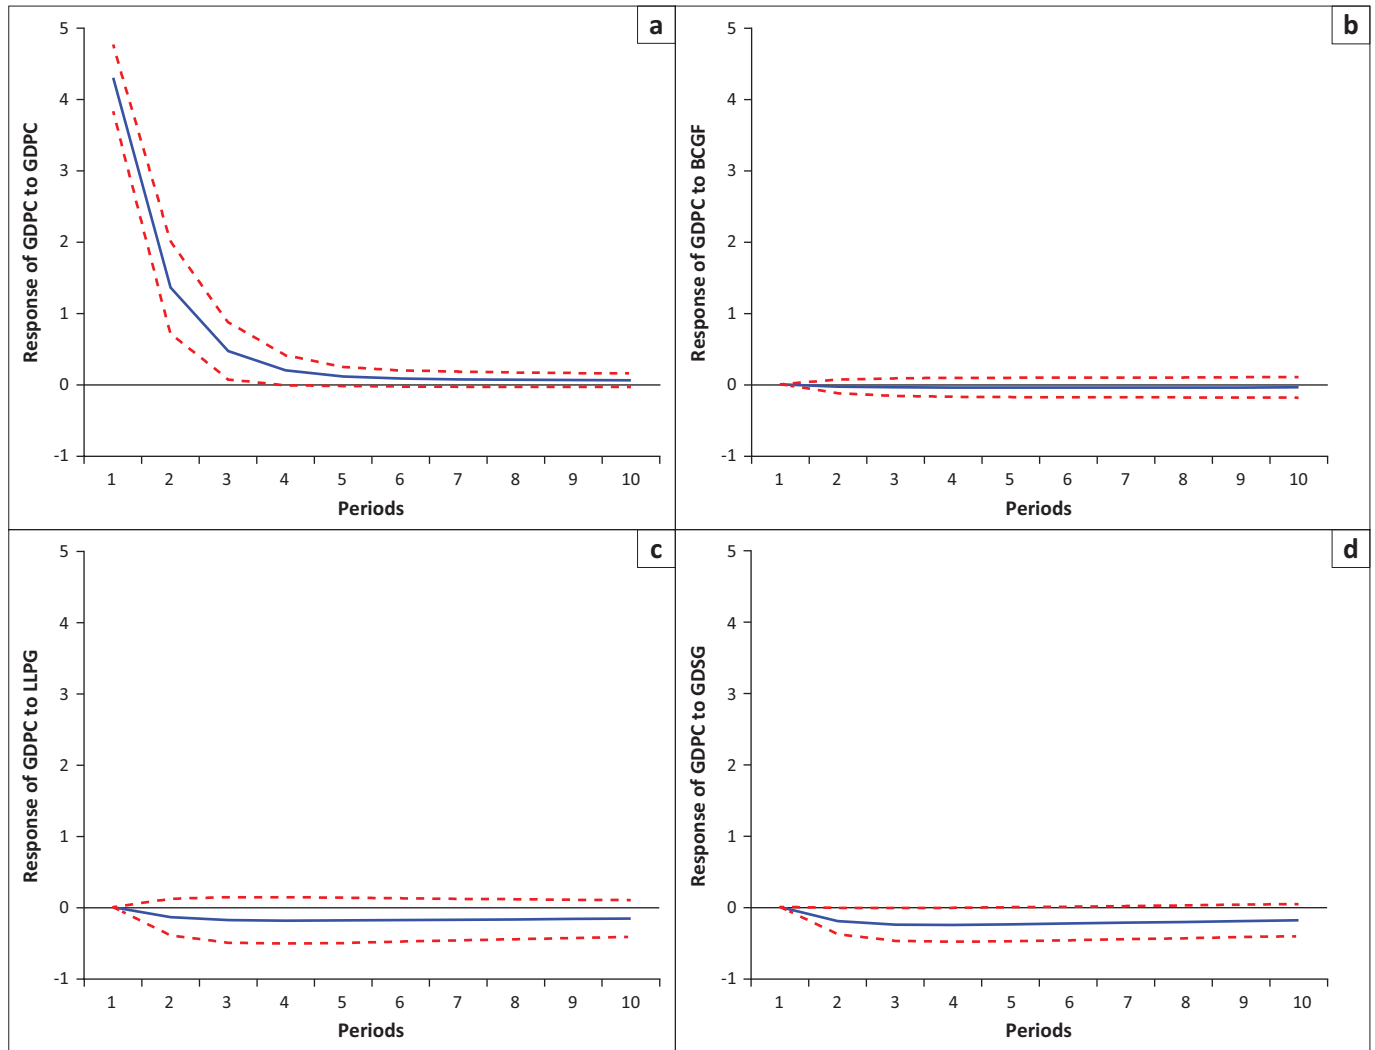 a
Response of GDPC to GDPC
5
4
3
2
1
0
-1
1 2 3 4 5 6 7 8 9 10
Periods
b
Response of GDPC to BCGF
5
4
3
2
1
0
-1
1 2 3 4 5 6 7 8 9 10
Periods
c
Response of GDPC to LLPG
5
4
3
2
1
0
-1
1 2 3 4 5 6 7 8 9 10
Periods
d
Response of GDPC to GDSG
5
4
3
2
1
0
-1
1 2 3 4 5 6 7 8 9 10
Periods